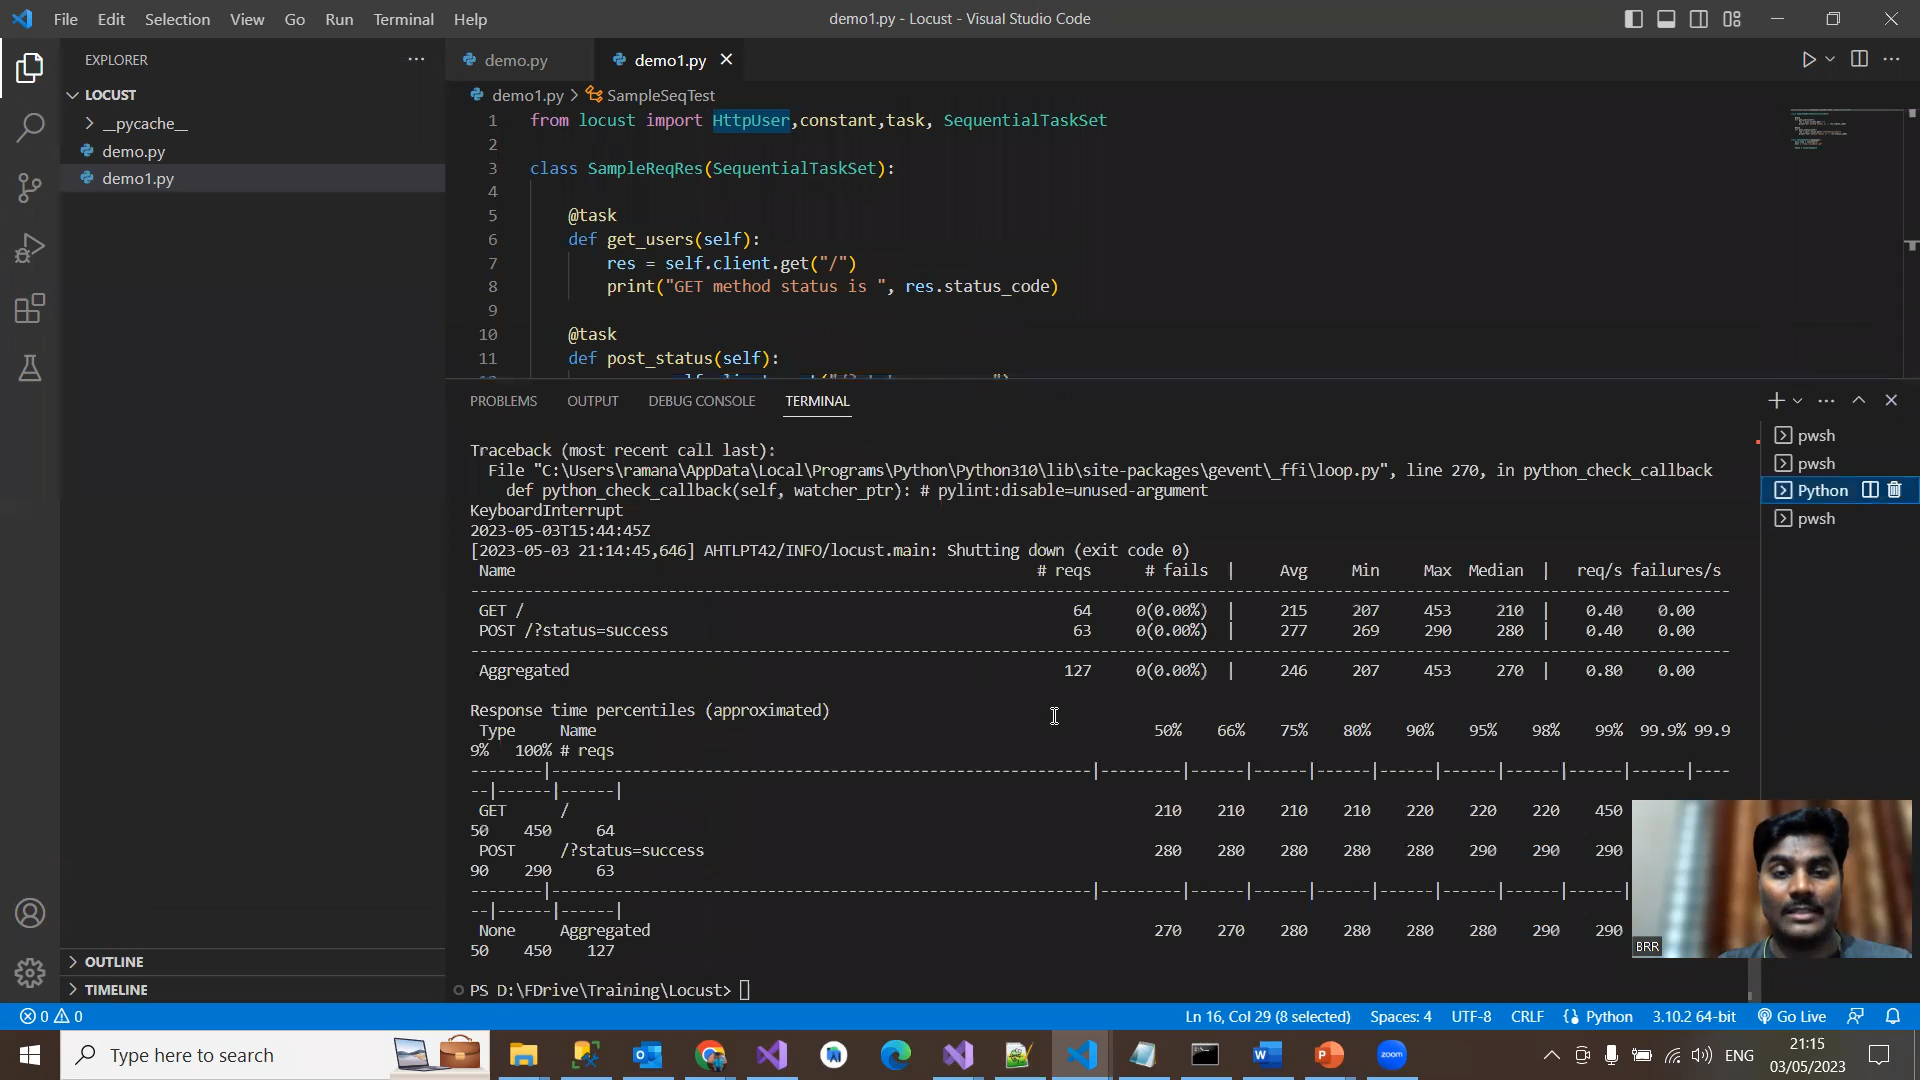 File Edit Selection View Go Run Terminal Help
demo1.py - Locust - Visual Studio Code
EXPLORER
LOCUST
__pycache__
demo.py
demo1.py
OUTLINE
TIMELINE
demo.py demo1.py
demo1.py > SampleSeqTest
1 from locust import HttpUser,constant,task, SequentialTaskSet
2
3 class SampleReqRes(SequentialTaskSet):
4
5 @task
6 def get_users(self):
7 res = self.client.get("/")
8 print("GET method status is ", res.status_code)
9
10 @task
11 def post_status(self):
PROBLEMS OUTPUT DEBUG CONSOLE TERMINAL
Traceback (most recent call last):
File "C:\Users\ramana\AppData\Local\Programs\Python\Python310\lib\site-packages\gevent\_ffi\loop.py", line 270, in python_check_callback
def python_check_callback(self, watcher_ptr): # pylint:disable=unused-argument
KeyboardInterrupt
2023-05-03T15:44:45Z
[2023-05-03 21:14:45,646] AHTLPT42/INFO/locust.main: Shutting down (exit code 0)
Name # reqs # fails | Avg Min Max Median | req/s failures/s
GET / 64 0(0.00%) | 215 207 453 210 | 0.40 0.00
POST /?status=success 63 0(0.00%) | 277 269 290 280 | 0.40 0.00
Aggregated 127 0(0.00%) | 246 207 453 270 | 0.80 0.00
Response time percentiles (approximated)
Type Name 50% 66% 75% 80% 90% 95% 98% 99% 99.9% 99.9
9% 100% # reqs
--------|--------------------------------------------------------------------------------|---------|------|------|------|------|------|------|------|------|----
--|------|------|
GET / 210 210 210 210 220 220 220 450
50 450 64
POST /?status=success 280 280 280 280 280 290 290 290
90 290 63
--|------|------|
None Aggregated 270 270 280 280 280 280 290 290
50 450 127
PS D:\FDrive\Training\Locust>
pwsh
pwsh
Python
pwsh
BRR
0 0 Ln 16, Col 29 (8 selected) Spaces: 4 UTF-8 CRLF Python 3.10.2 64-bit Go Live
Type here to search
zoom
ENG
21:15
03/05/2023